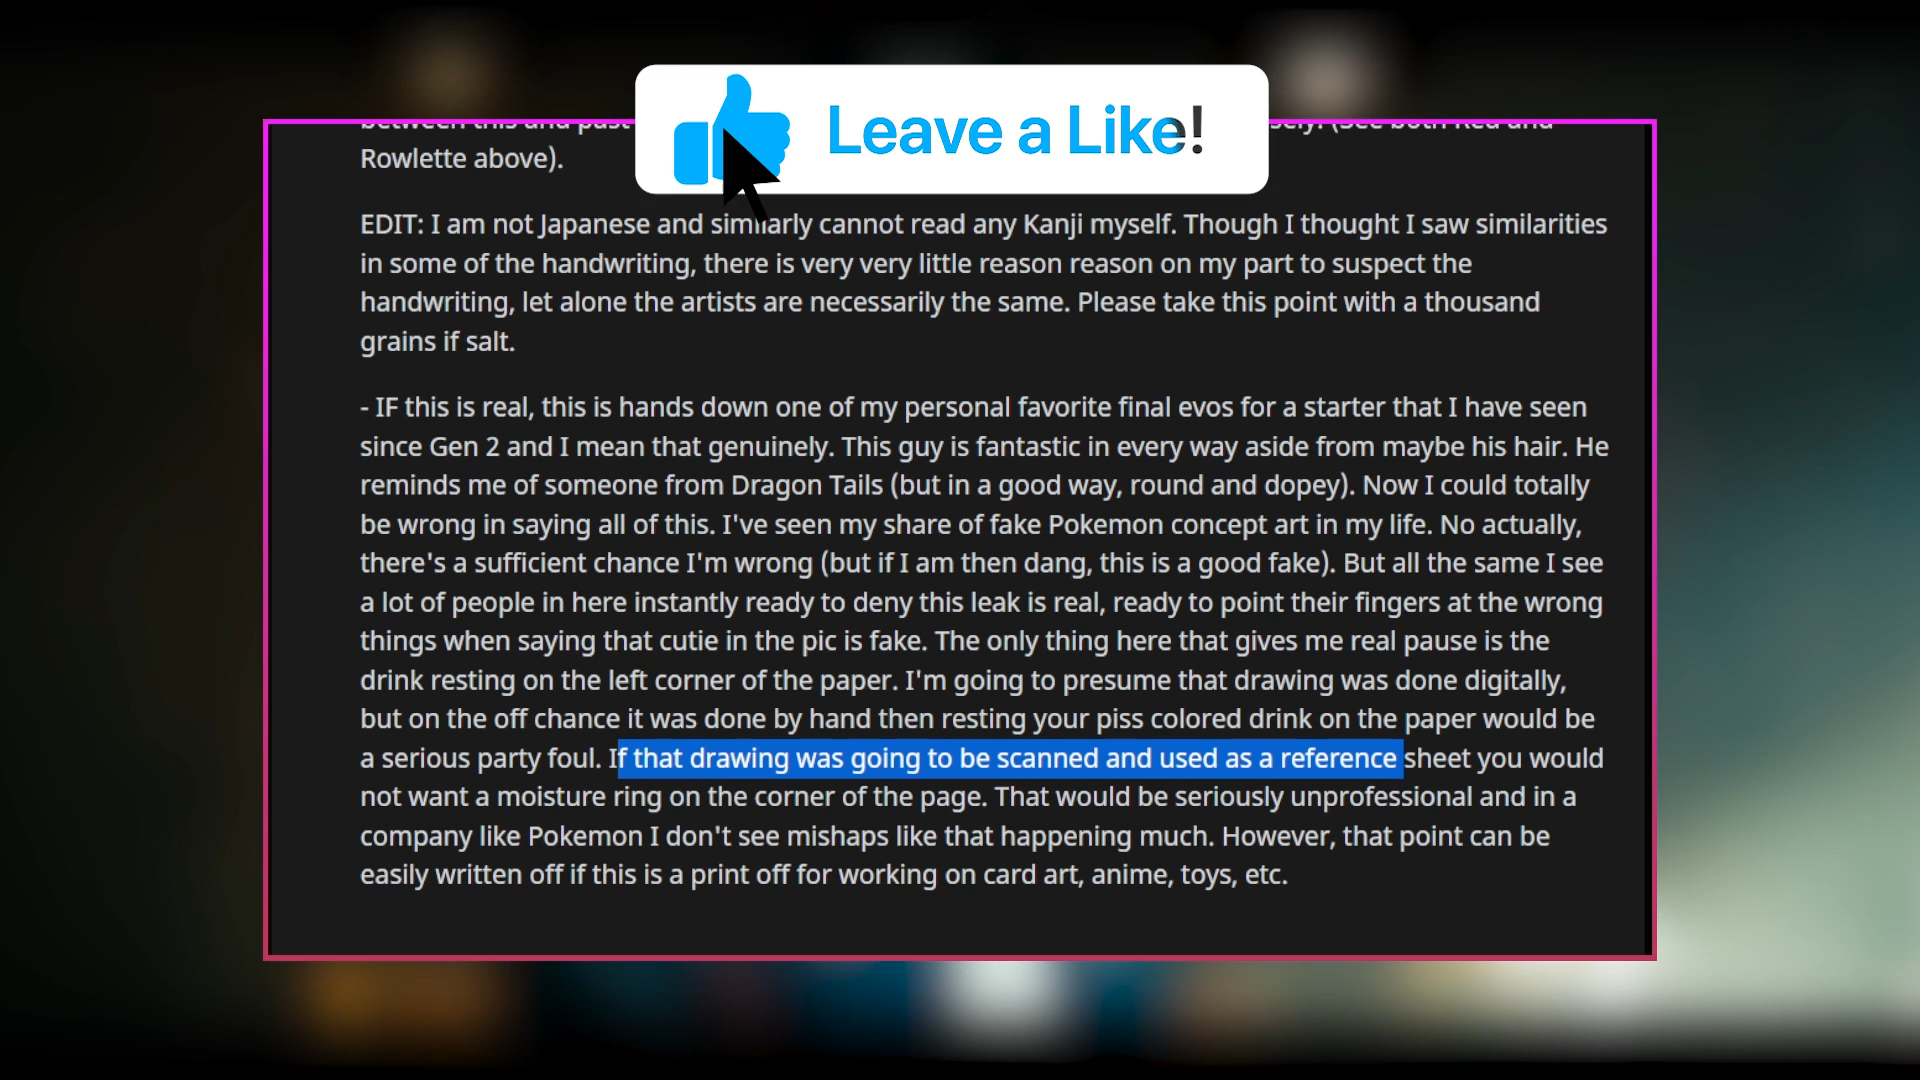 Leave a Like!
between this and past
sely. (See both Red and
Rowlette above).
EDIT: I am not Japanese and similarly cannot read any Kanji myself. Though I thought I saw similarities
in some of the handwriting, there is very very little reason reason on my part to suspect the
handwriting, let alone the artists are necessarily the same. Please take this point with a thousand
grains if salt.
- IF this is real, this is hands down one of my personal favorite final evos for a starter that I have seen
since Gen 2 and I mean that genuinely. This guy is fantastic in every way aside from maybe his hair. He
reminds me of someone from Dragon Tails (but in a good way, round and dopey). Now I could totally
be wrong in saying all of this. I've seen my share of fake Pokemon concept art in my life. No actually,
there's a sufficient chance I'm wrong (but if I am then dang, this is a good fake). But all the same I see
a lot of people in here instantly ready to deny this leak is real, ready to point their fingers at the wrong
things when saying that cutie in the pic is fake. The only thing here that gives me real pause is the
drink resting on the left corner of the paper. I'm going to presume that drawing was done digitally,
but on the off chance it was done by hand then resting your piss colored drink on the paper would be
a serious party foul. If that drawing was going to be scanned and used as a reference sheet you would
not want a moisture ring on the corner of the page. That would be seriously unprofessional and in a
company like Pokemon I don't see mishaps like that happening much. However, that point can be
easily written off if this is a print off for working on card art, anime, toys, etc.